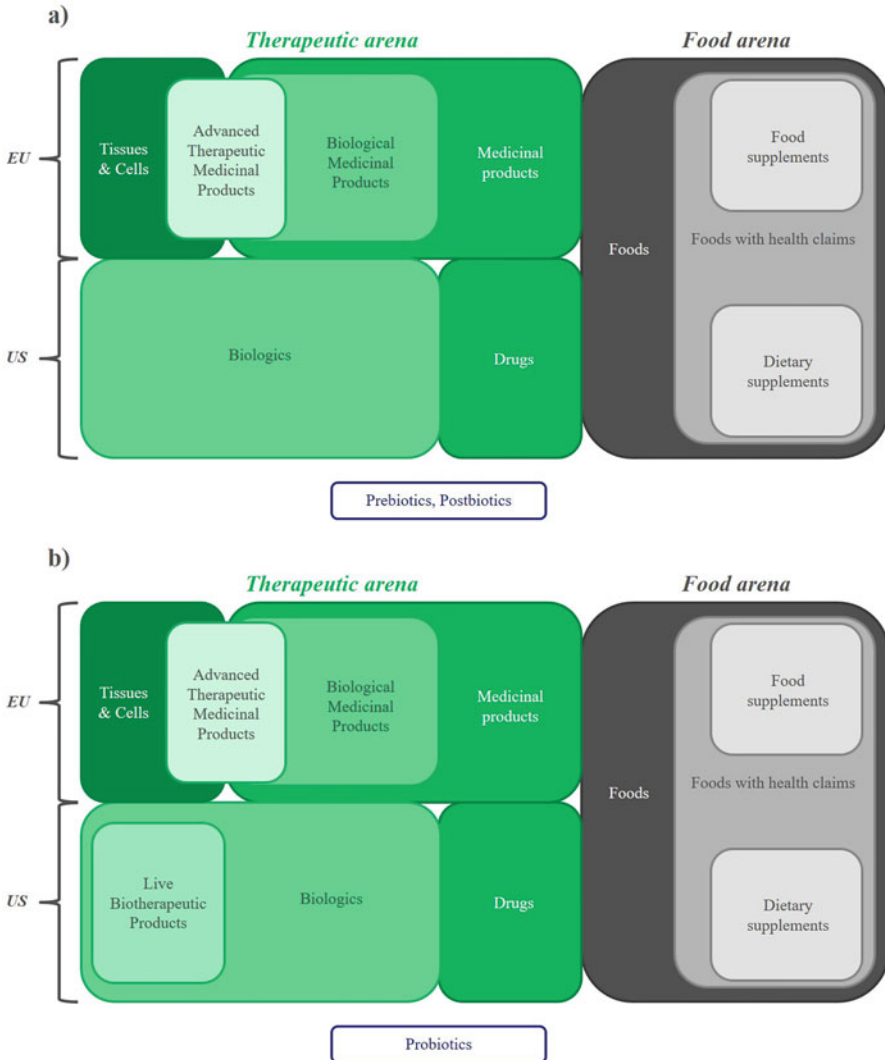 a)
Therapeutic arena
Food arena
EU
Tissues
& Cells
Advanced
Therapeutic
Medicinal
Products
Biological
Medicinal
Products
Medicinal
products
Foods
Food
supplements
Foods with health claims
US
Biologics
Drugs
Dietary
supplements
Prebiotics, Postbiotics
b)
Therapeutic arena
Food arena
EU
Tissues
& Cells
Advanced
Therapeutic
Medicinal
Products
Biological
Medicinal
Products
Medicinal
products
Foods
Food
supplements
Foods with health claims
US
Live
Biotherapeutic
Products
Biologics
Drugs
Dietary
supplements
Probiotics